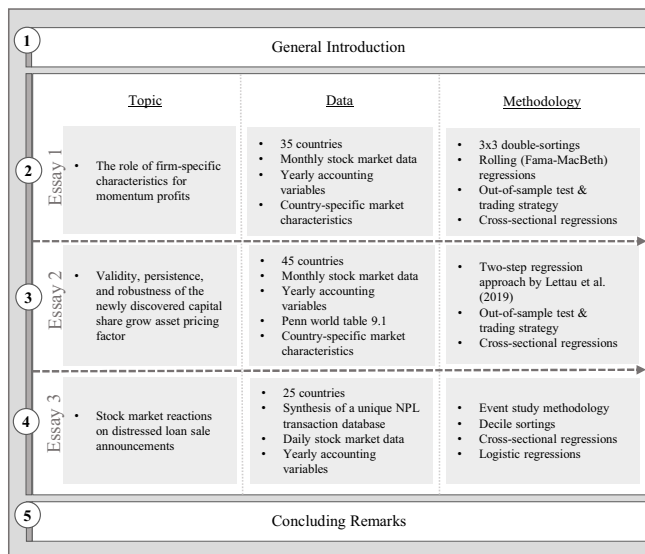 1
General Introduction
Topic
Data
Methodology
2
Essay 1
• The role of firm-specific
characteristics for
momentum profits
• 35 countries
• Monthly stock market data
• Yearly accounting
variables
• Country-specific market
characteristics
• 3x3 double-sortings
• Rolling (Fama-MacBeth)
regressions
• Out-of-sample test &
trading strategy
• Cross-sectional regressions
3
Essay 2
• Validity, persistence,
and robustness of the
newly discovered capital
share grow asset pricing
factor
• 45 countries
• Monthly stock market data
• Yearly accounting
variables
• Penn world table 9.1
• Country-specific market
characteristics
• Two-step regression
approach by Lettau et al.
(2019)
• Out-of-sample test &
trading strategy
• Cross-sectional regressions
4
Essay 3
• Stock market reactions
on distressed loan sale
announcements
• 25 countries
• Synthesis of a unique NPL
transaction database
• Daily stock market data
• Yearly accounting
variables
• Event study methodology
• Decile sortings
• Cross-sectional regressions
• Logistic regressions
5
Concluding Remarks